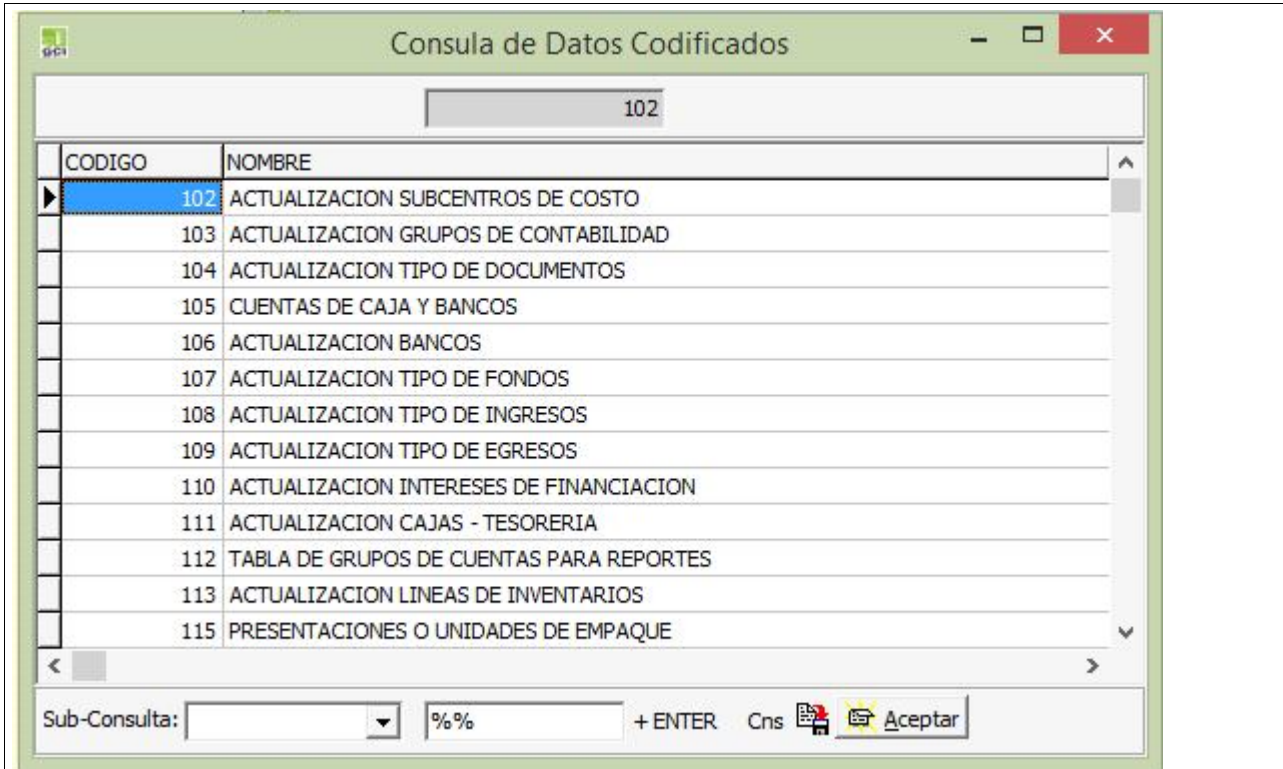 GCI
Consula de Datos Codificados
102
CODIGO NOMBRE
102 ACTUALIZACION SUBCENTROS DE COSTO
103 ACTUALIZACION GRUPOS DE CONTABILIDAD
104 ACTUALIZACION TIPO DE DOCUMENTOS
105 CUENTAS DE CAJA Y BANCOS
106 ACTUALIZACION BANCOS
107 ACTUALIZACION TIPO DE FONDOS
108 ACTUALIZACION TIPO DE INGRESOS
109 ACTUALIZACION TIPO DE EGRESOS
110 ACTUALIZACION INTERESES DE FINANCIACION
111 ACTUALIZACION CAJAS - TESORERIA
112 TABLA DE GRUPOS DE CUENTAS PARA REPORTES
113 ACTUALIZACION LINEAS DE INVENTARIOS
115 PRESENTACIONES O UNIDADES DE EMPAQUE
Sub-Consulta: %% + ENTER Cns Aceptar